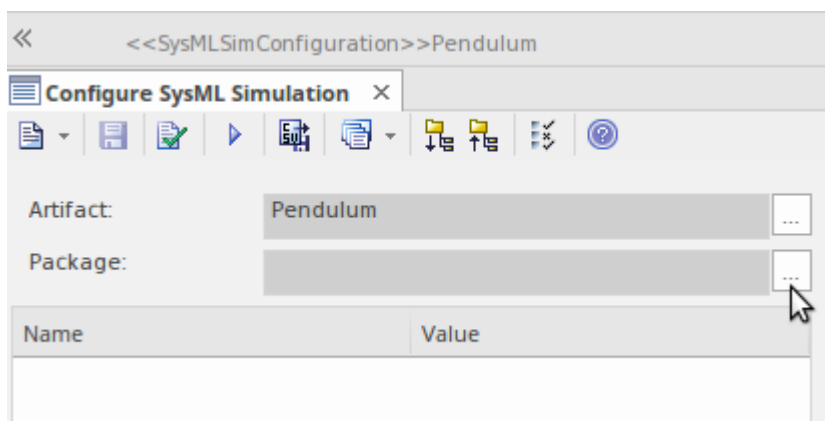 <<SysMLSimConfiguration>>Pendulum
Configure SysML Simulation
Artifact: Pendulum ...
Package: ...
Name Value